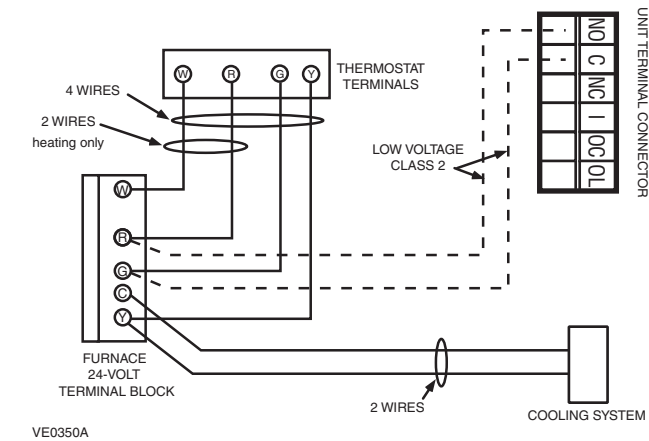 W
R
G
Y
THERMOSTAT
TERMINALS
4 WIRES
2 WIRES
heating only
LOW VOLTAGE
CLASS 2
NO
C
NC
I
OC
OL
UNIT TERMINAL CONNECTOR
W
R
G
C
Y
FURNACE
24-VOLT
TERMINAL BLOCK
2 WIRES
COOLING SYSTEM
VE0350A